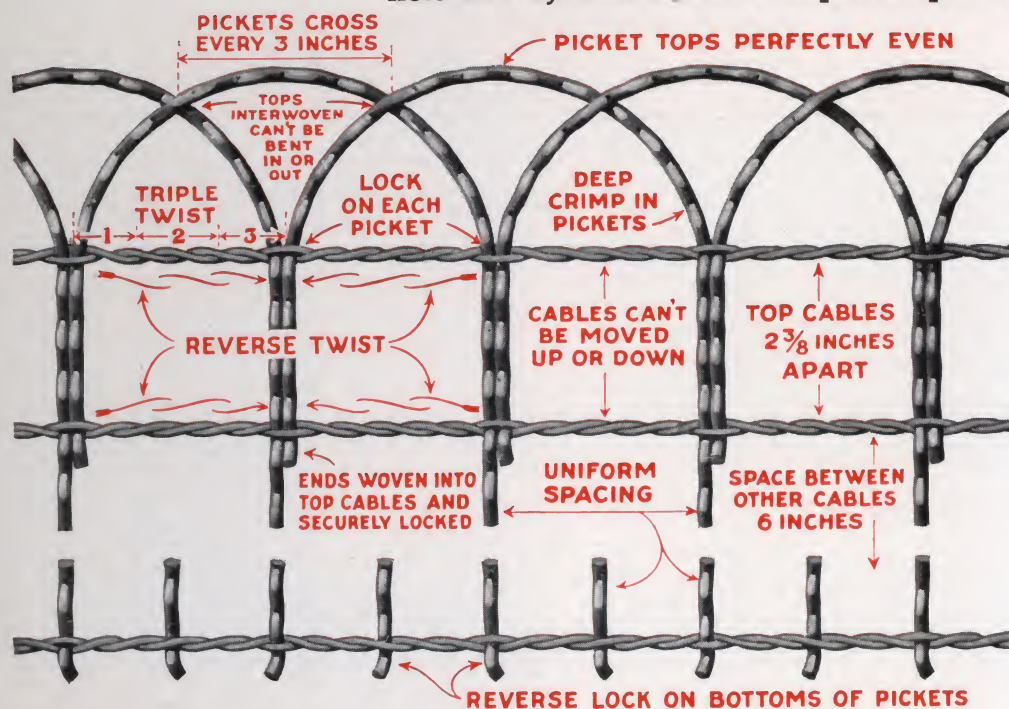 PICKETS CROSS
EVERY 3 INCHES
PICKET TOPS PERFECTLY EVEN
TOPS
INTERWOVEN
CAN'T BE
BENT
IN OR
OUT
TRIPLE
TWIST
1 2 3
LOCK
ON EACH
PICKET
DEEP
CRIMP IN
PICKETS
REVERSE TWIST
CABLES CAN'T
BE MOVED
UP OR DOWN
TOP CABLES
2 3/8 INCHES
APART
ENDS WOVEN INTO
TOP CABLES AND
SECURELY LOCKED
UNIFORM
SPACING
SPACE BETWEEN
OTHER CABLES
6 INCHES
REVERSE LOCK ON BOTTOMS OF PICKETS